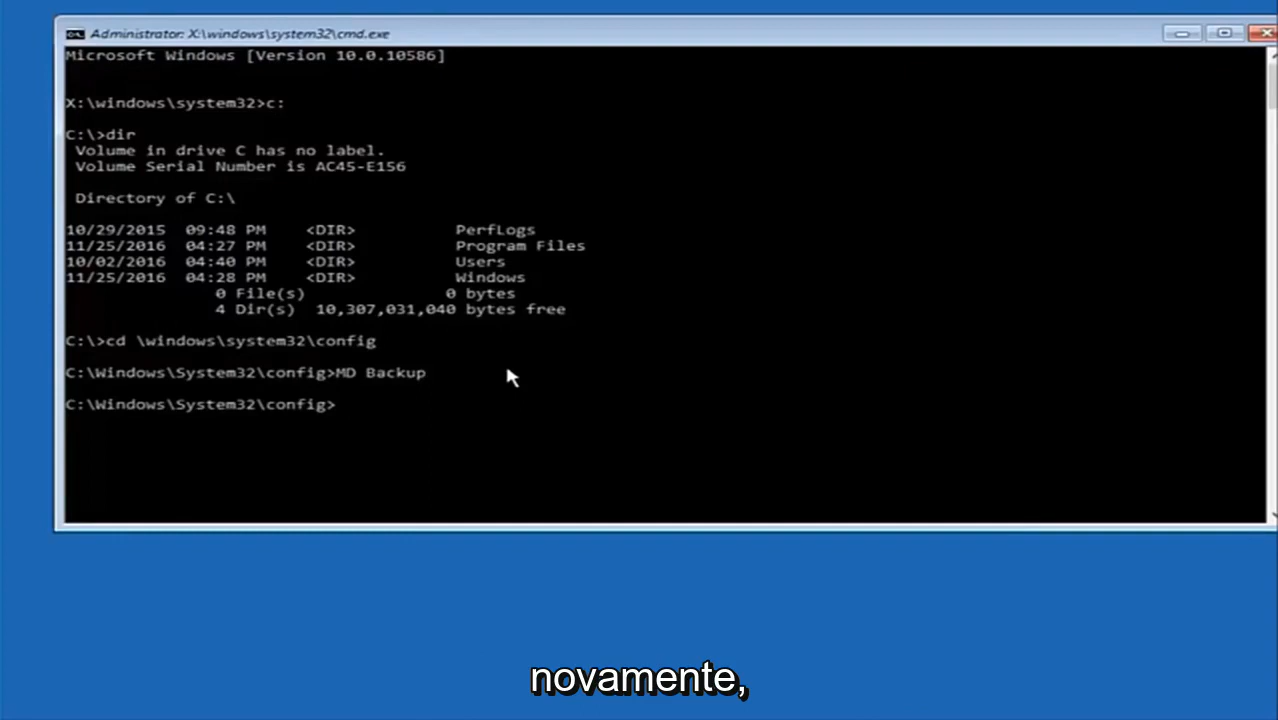 Administrator: X:\windows\system32\cmd.exe
Microsoft Windows [Version 10.0.10586]
X:\windows\system32>c:
C:\>dir
Volume in drive C has no label.
Volume Serial Number is AC45-E156
Directory of C:\
10/29/2015 09:48 PM <DIR> PerfLogs
11/25/2016 04:27 PM <DIR> Program Files
10/02/2016 04:40 PM <DIR> Users
11/25/2016 04:28 PM <DIR> Windows
0 File(s) 0 bytes
4 Dir(s) 10,307,031,040 bytes free
C:\>cd \windows\system32\config
C:\Windows\System32\config>MD Backup
C:\Windows\System32\config>
novamente,